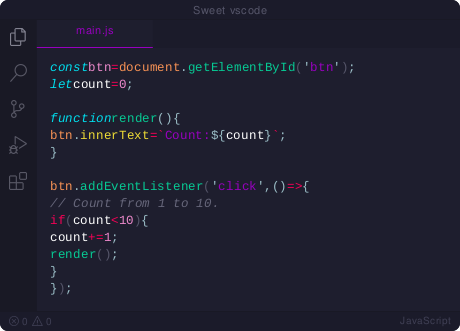 Sweet vscode
main.js
constbtn=document.getElementById('btn');
letcount=0;
functionrender(){
btn.innerText=`Count:${count}`;
}
btn.addEventListener('click',()=>{
// Count from 1 to 10.
if(count<10){
count+=1;
render();
}
});
0 0 JavaScript